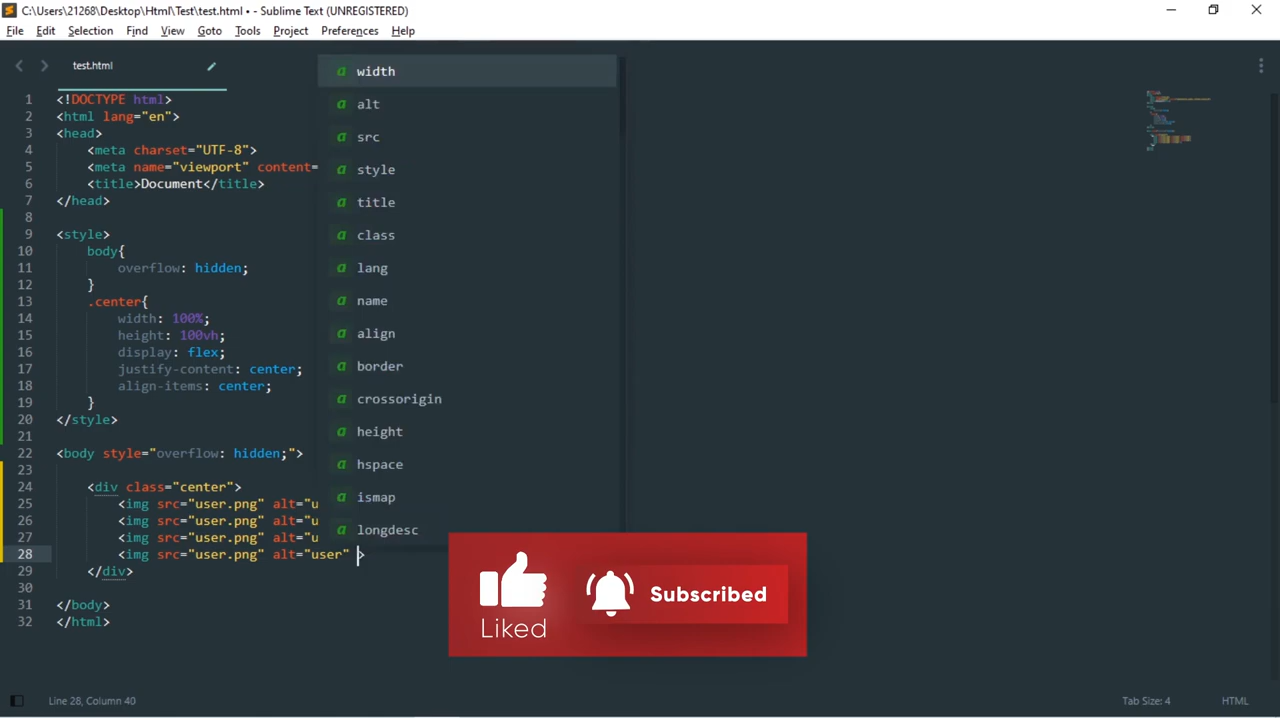 C:\Users\21268\Desktop\Html\Test\test.html • - Sublime Text (UNREGISTERED)
File Edit Selection Find View Goto Tools Project Preferences Help
test.html
1 <!DOCTYPE html>
2 <html lang="en">
3 <head>
4 <meta charset="UTF-8">
5 <meta name="viewport" content=
6 <title>Document</title>
7 </head>
8
9 <style>
10 body{
11 overflow: hidden;
12 }
13 .center{
14 width: 100%;
15 height: 100vh;
16 display: flex;
17 justify-content: center;
18 align-items: center;
19 }
20 </style>
21
22 <body style="overflow: hidden;">
23
24 <div class="center">
25 <img src="user.png" alt="u
26 <img src="user.png" alt="u
27 <img src="user.png" alt="u
28 <img src="user.png" alt="user" >
29 </div>
30
31 </body>
32 </html>
a width
a alt
a src
a style
a title
a class
a lang
a name
a align
a border
a crossorigin
a height
a hspace
a ismap
a longdesc
Liked
Subscribed
Line 28, Column 40
Tab Size: 4
HTML